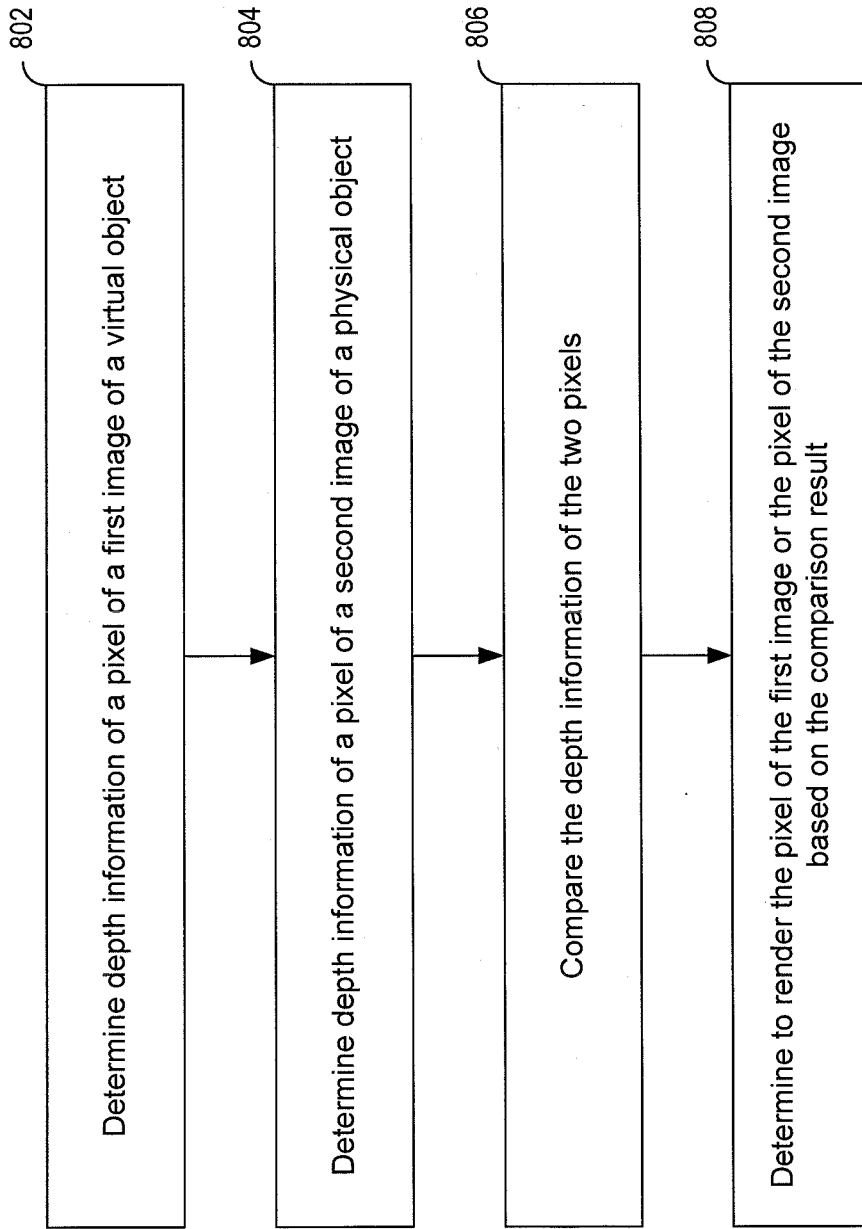 802
Determine depth information of a pixel of a first image of a virtual object
804
Determine depth information of a pixel of a second image of a physical object
806
Compare the depth information of the two pixels
808
Determine to render the pixel of the first image or the pixel of the second image
based on the comparison result